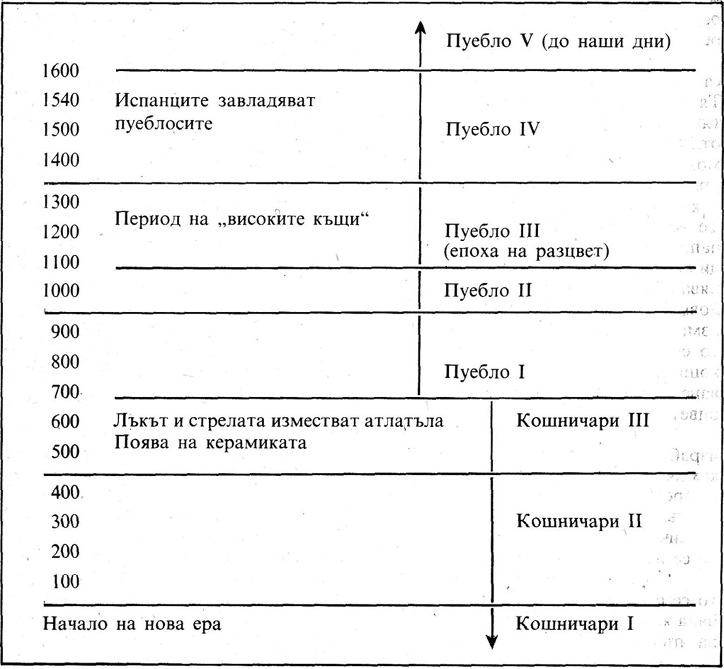 Пуебло V (до наши дни)
1600
1540 Испанците завладяват
пуеблосите
1500 Пуебло IV
1400
1300
Период на „високите къщи“
1200 Пуебло III
(епоха на разцвет)
1100
1000 Пуебло II
900
800
Пуебло I
700
600 Лъкът и стрелата изместват атлатъла Кошничари III
Поява на керамиката
500
400
300 Кошничари II
200
100
Начало на нова ера Кошничари I